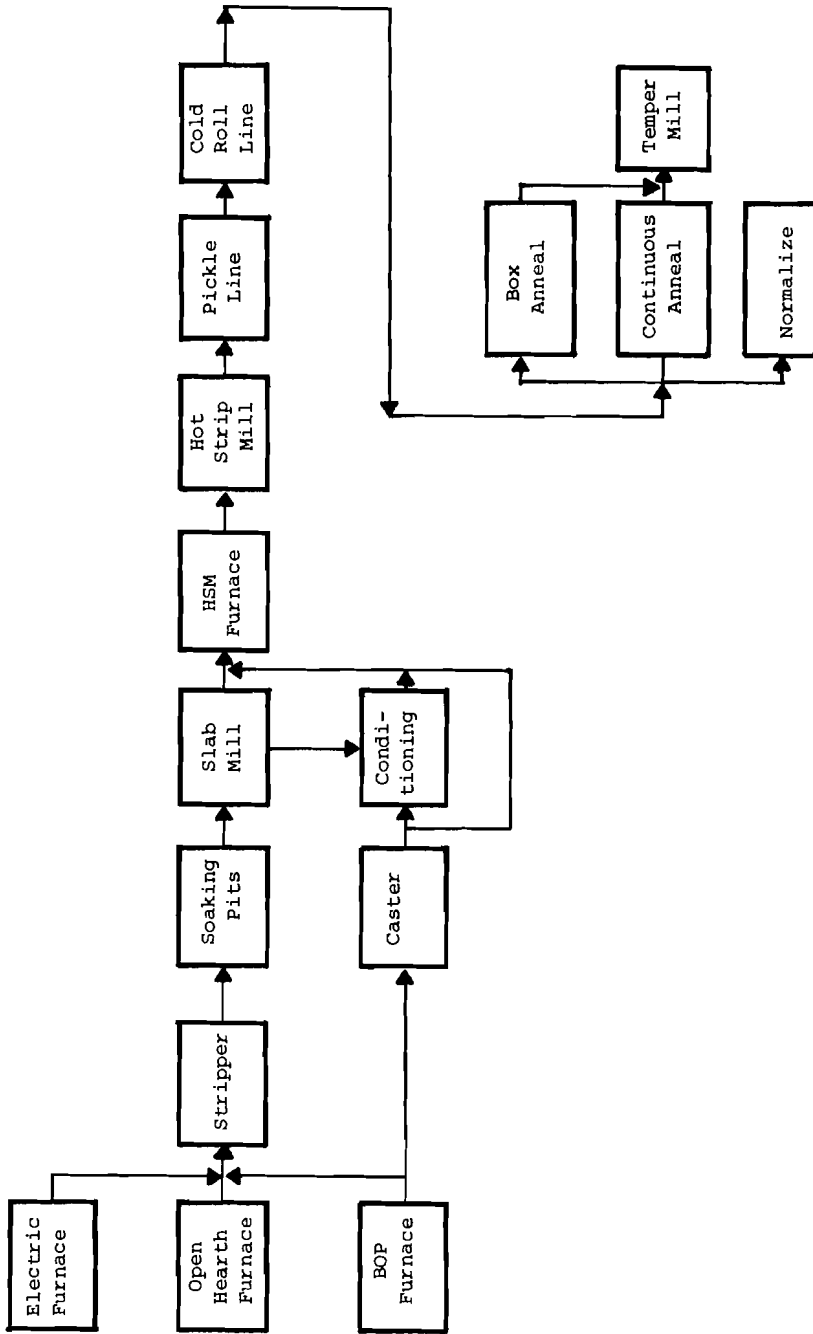 Electric
Furnace
Open
Hearth
Furnace
BOP
Furnace
Stripper
Soaking
Pits
Caster
Slab
Mill
Condi-
tioning
HSM
Furnace
Hot
Strip
Mill
Pickle
Line
Cold
Roll
Line
Box
Anneal
Continuous
Anneal
Normalize
Temper
Mill